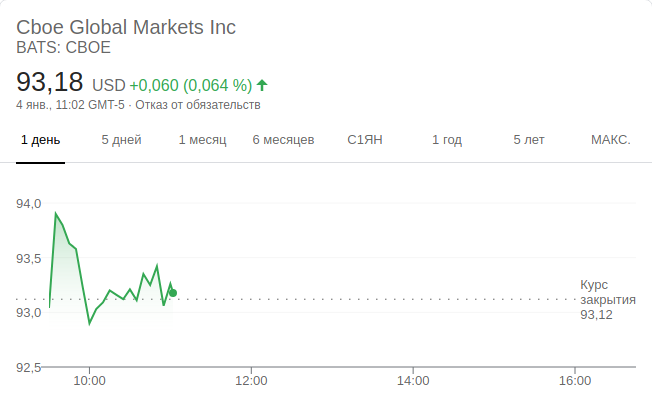 Cboe Global Markets Inc
BATS: CBOE
93,18 USD +0,060 (0,064 %)
4 янв., 11:02 GMT-5 · Отказ от обязательств
1 день 5 дней 1 месяц 6 месяцев С1ЯН 1 год 5 лет МАКС.
94,0
93,5
Курс
закрытия
93,12
93,0
92,5
10:00 12:00 14:00 16:00